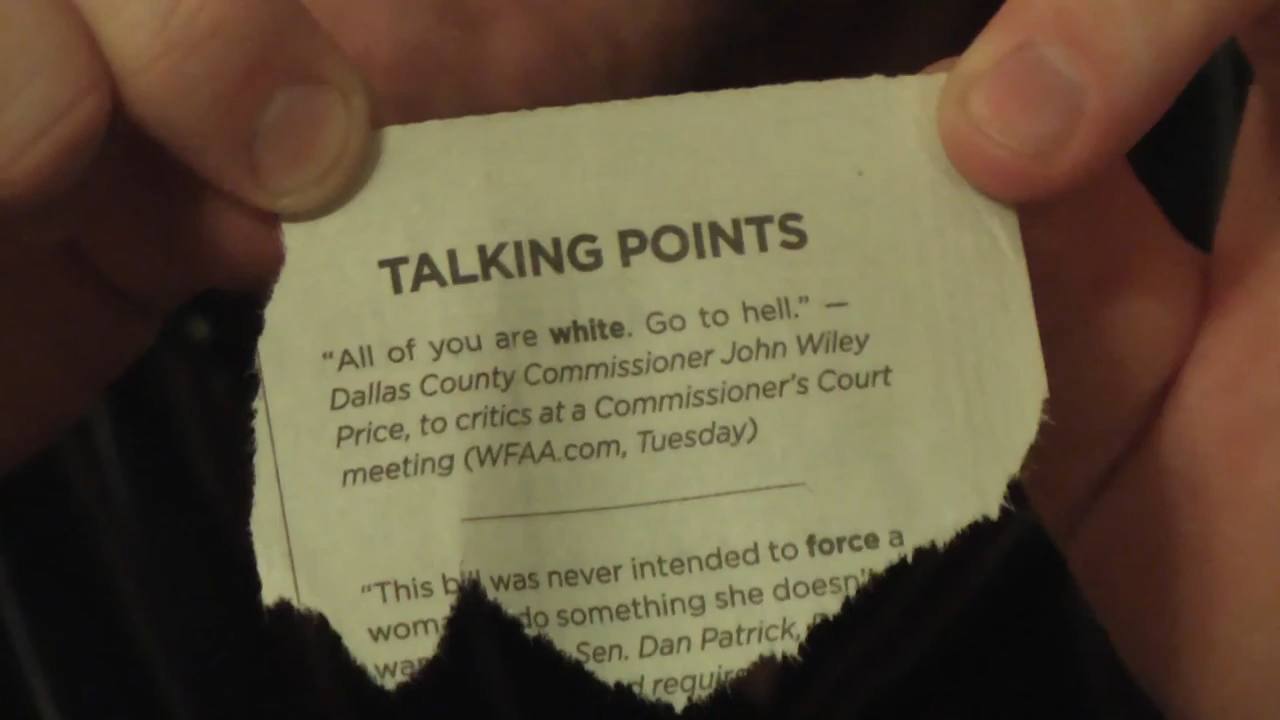 TALKING POINTS
“All of you are white. Go to hell.” —
Dallas County Commissioner John Wiley
Price, to critics at a Commissioner’s Court
meeting (WFAA.com, Tuesday)
“This bill was never intended to force a
do something she doesn’t
Sen. Dan Patrick,